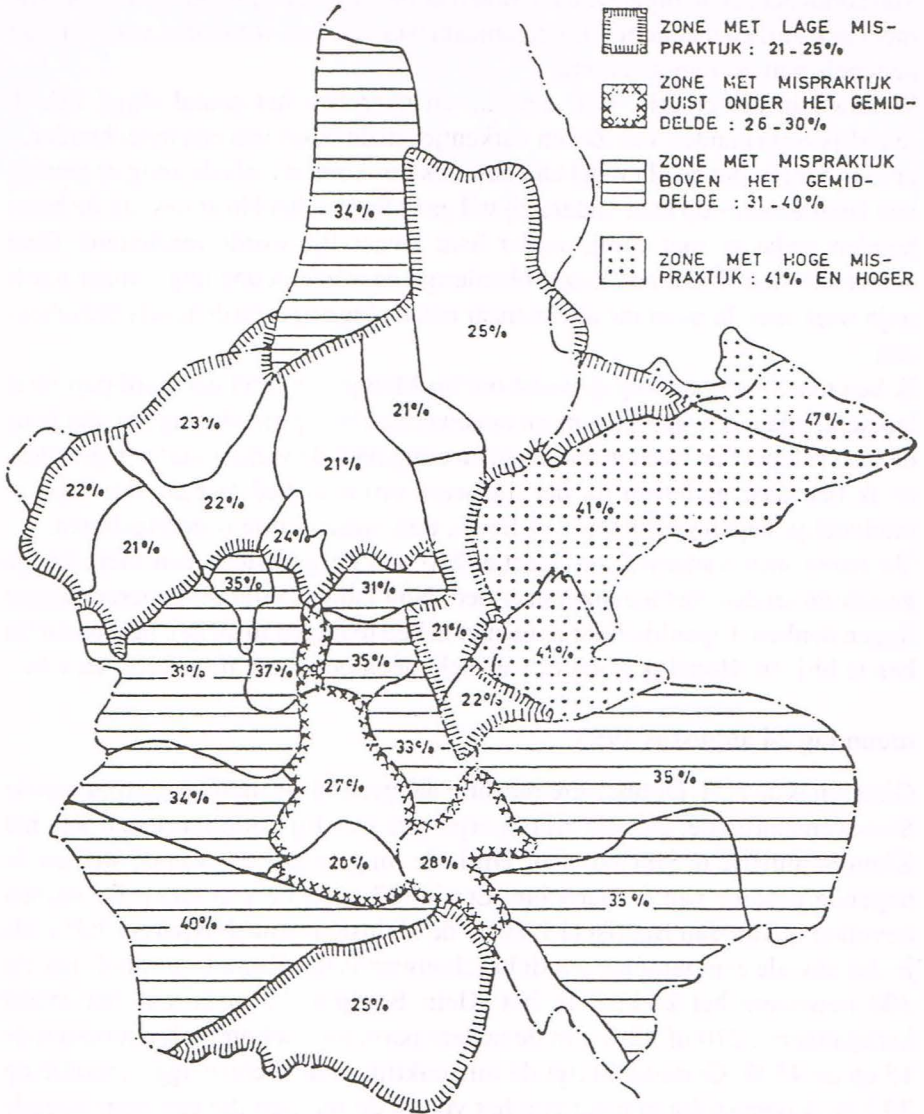 ZONE MET LAGE MIS-
PRAKTIJK : 21-25%
ZONE MET MISPRAKTIJK
JUIST ONDER HET GEMID-
DELDE : 26-30%
ZONE MET MISPRAKTIJK
BOVEN HET GEMID-
DELDE : 31-40%
ZONE MET HOGE MIS-
PRAKTIJK : 41% EN HOGER
34%
25%
23%
21%
47%
21%
22%
22%
41%
21%
24%
35%
31%
21%
41%
31%
37%
35%
22%
33%
35%
27%
34%
26%
28%
35%
40%
25%